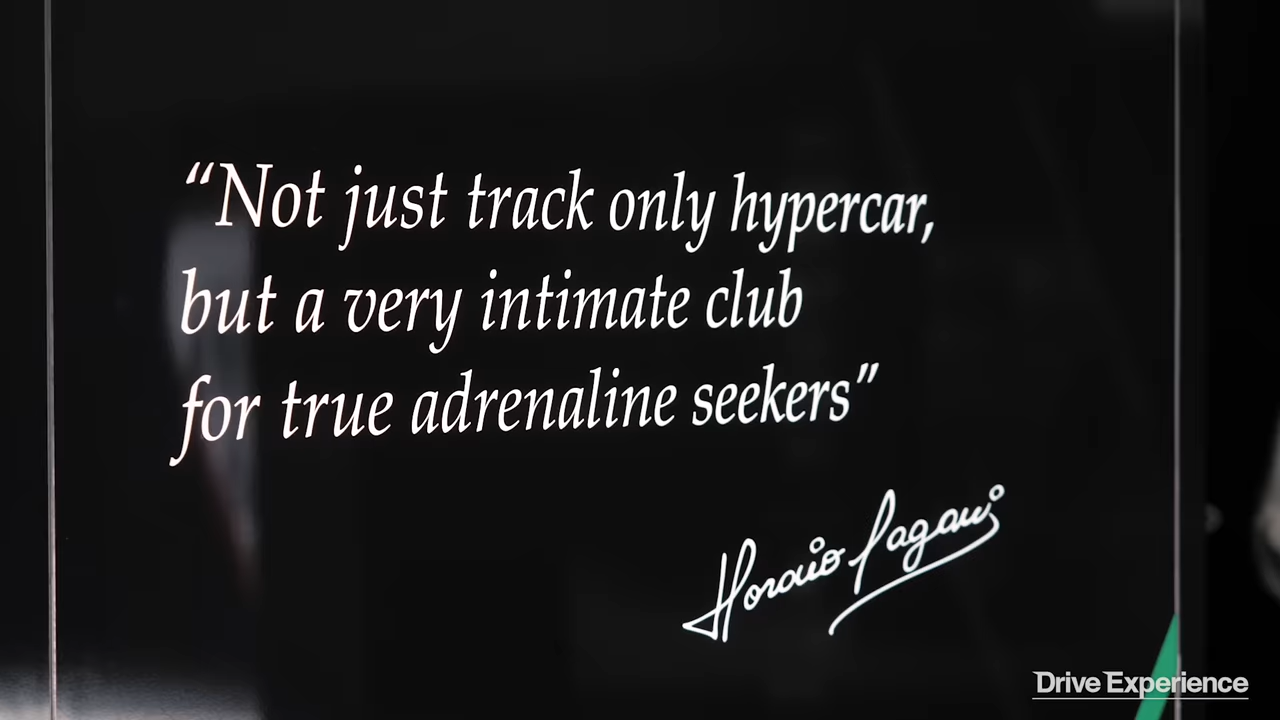 “Not just track only hypercar,
but a very intimate club
for true adrenaline seekers”
Horacio Pagani
Drive Experience